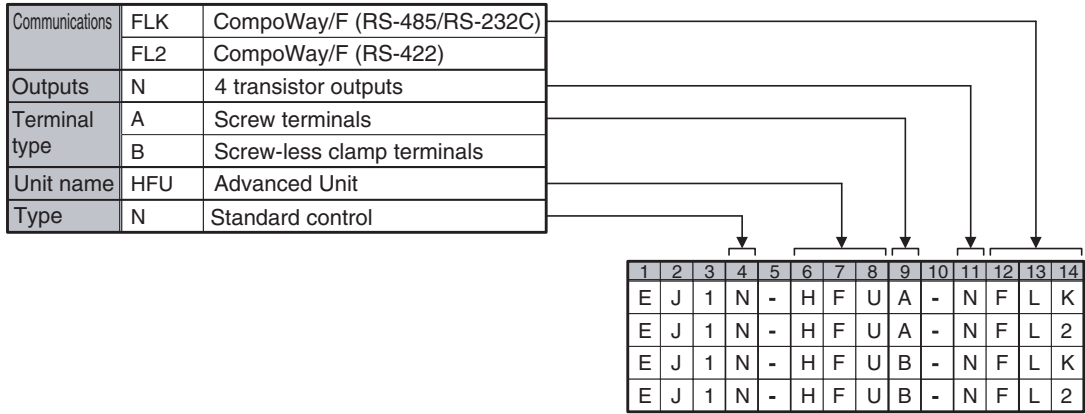 Communications FLK CompoWay/F (RS-485/RS-232C)
FL2 CompoWay/F (RS-422)
Outputs N 4 transistor outputs
Terminal type A Screw terminals
B Screw-less clamp terminals
Unit name HFU Advanced Unit
Type N Standard control
1 2 3 4 5 6 7 8 9 10 11 12 13 14
E J 1 N - H F U A - N F L K
E J 1 N - H F U A - N F L 2
E J 1 N - H F U B - N F L K
E J 1 N - H F U B - N F L 2